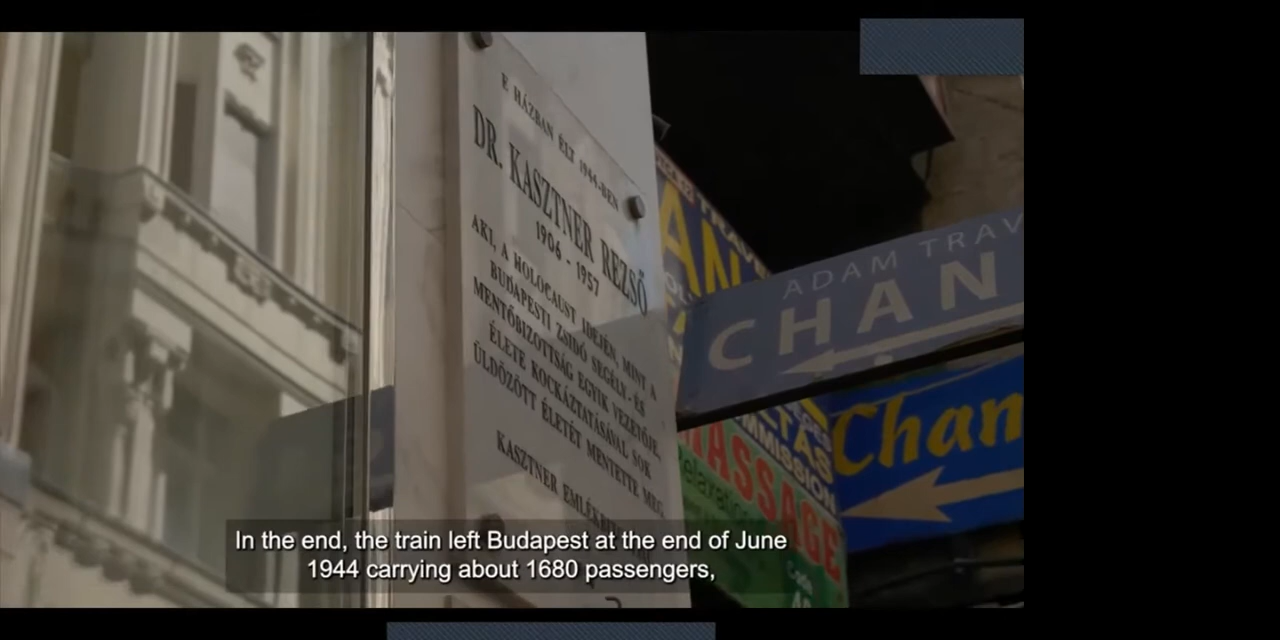 E HÁZBAN ÉLT 1944-BEN
DR. KASZTNER REZSŐ
1906 - 1957
AKI, A HOLOCAUST IDEJÉN, MINT A
BUDAPESTI ZSIDÓ SEGÉLY- ÉS
MENTŐBIZOTTSÁG EGYIK VEZETŐJE,
ÉLETE KOCKÁZTATÁSÁVAL SOK
ÜLDÖZÖTT ÉLETÉT MENTETTE MEG.
KASZTNER
ADAM TRAV
CHAN
Chan
MMISSION
MASSAGE
Relaxation
In the end, the train left Budapest at the end of June
1944 carrying about 1680 passengers,